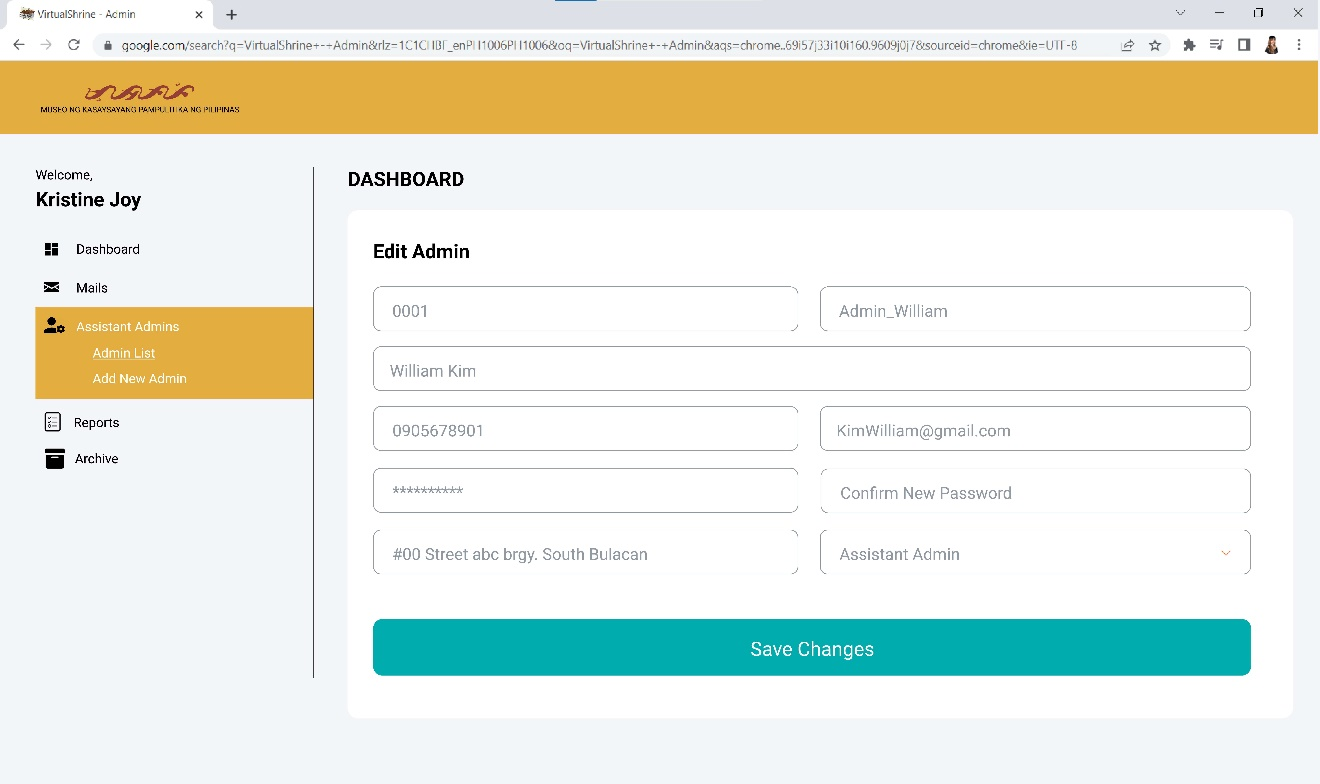 VirtualShrine - Admin
google.com/search?q=VirtualShrine+-+Admin&rlz=1C1CHBF_enPH1006PH1006&oq=VirtualShrine+-+Admin&aqs=chrome..69i57j33i10i160.9609j0j7&sourceid=chrome&ie=UTF-8
MUSEO NG KASAYSAYANG PAMPULITIKA NG PILIPINAS
Welcome,
Kristine Joy
Dashboard
Mails
Assistant Admins
Admin List
Add New Admin
Reports
Archive
DASHBOARD
Edit Admin
0001
Admin_William
William Kim
0905678901
KimWilliam@gmail.com
**********
Confirm New Password
#00 Street abc brgy. South Bulacan
Assistant Admin
Save Changes